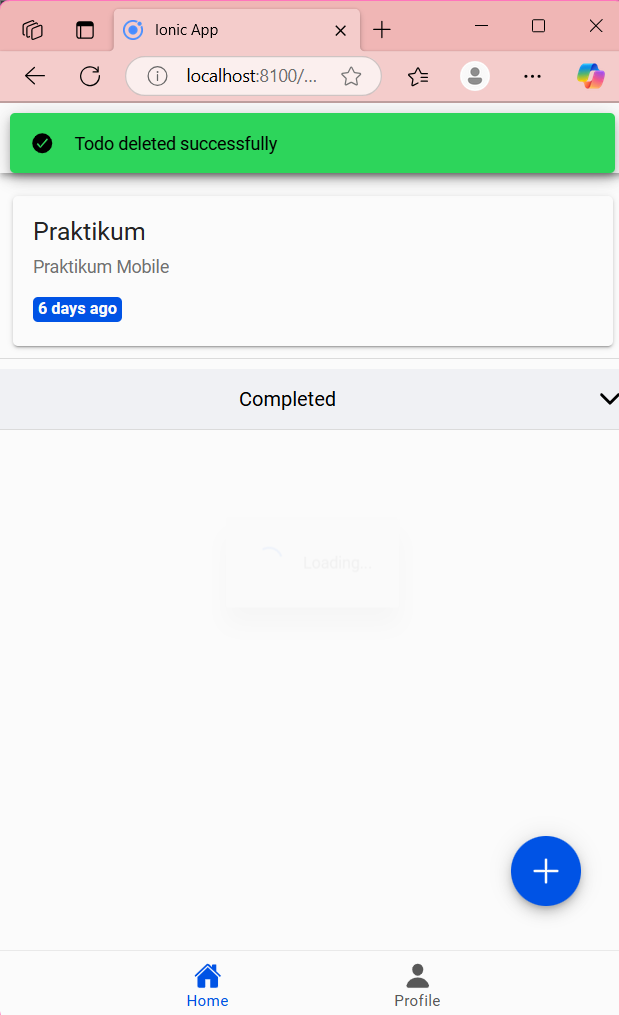 Ionic App
localhost:8100/...
Todo deleted successfully
Praktikum
Praktikum Mobile
6 days ago
Completed
Loading...
Home
Profile